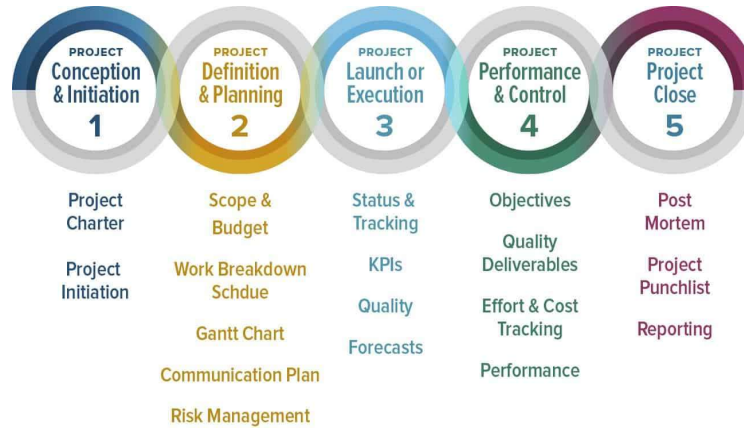 PROJECT
Conception
& Initiation
1
PROJECT
Definition
& Planning
2
PROJECT
Launch or
Execution
3
PROJECT
Performance
& Control
4
PROJECT
Project
Close
5
Project
Charter
Project
Initiation
Scope &
Budget
Work Breakdown
Schdue
Gantt Chart
Communication Plan
Risk Management
Status &
Tracking
KPIs
Quality
Forecasts
Objectives
Quality
Deliverables
Effort & Cost
Tracking
Performance
Post
Mortem
Project
Punchlist
Reporting